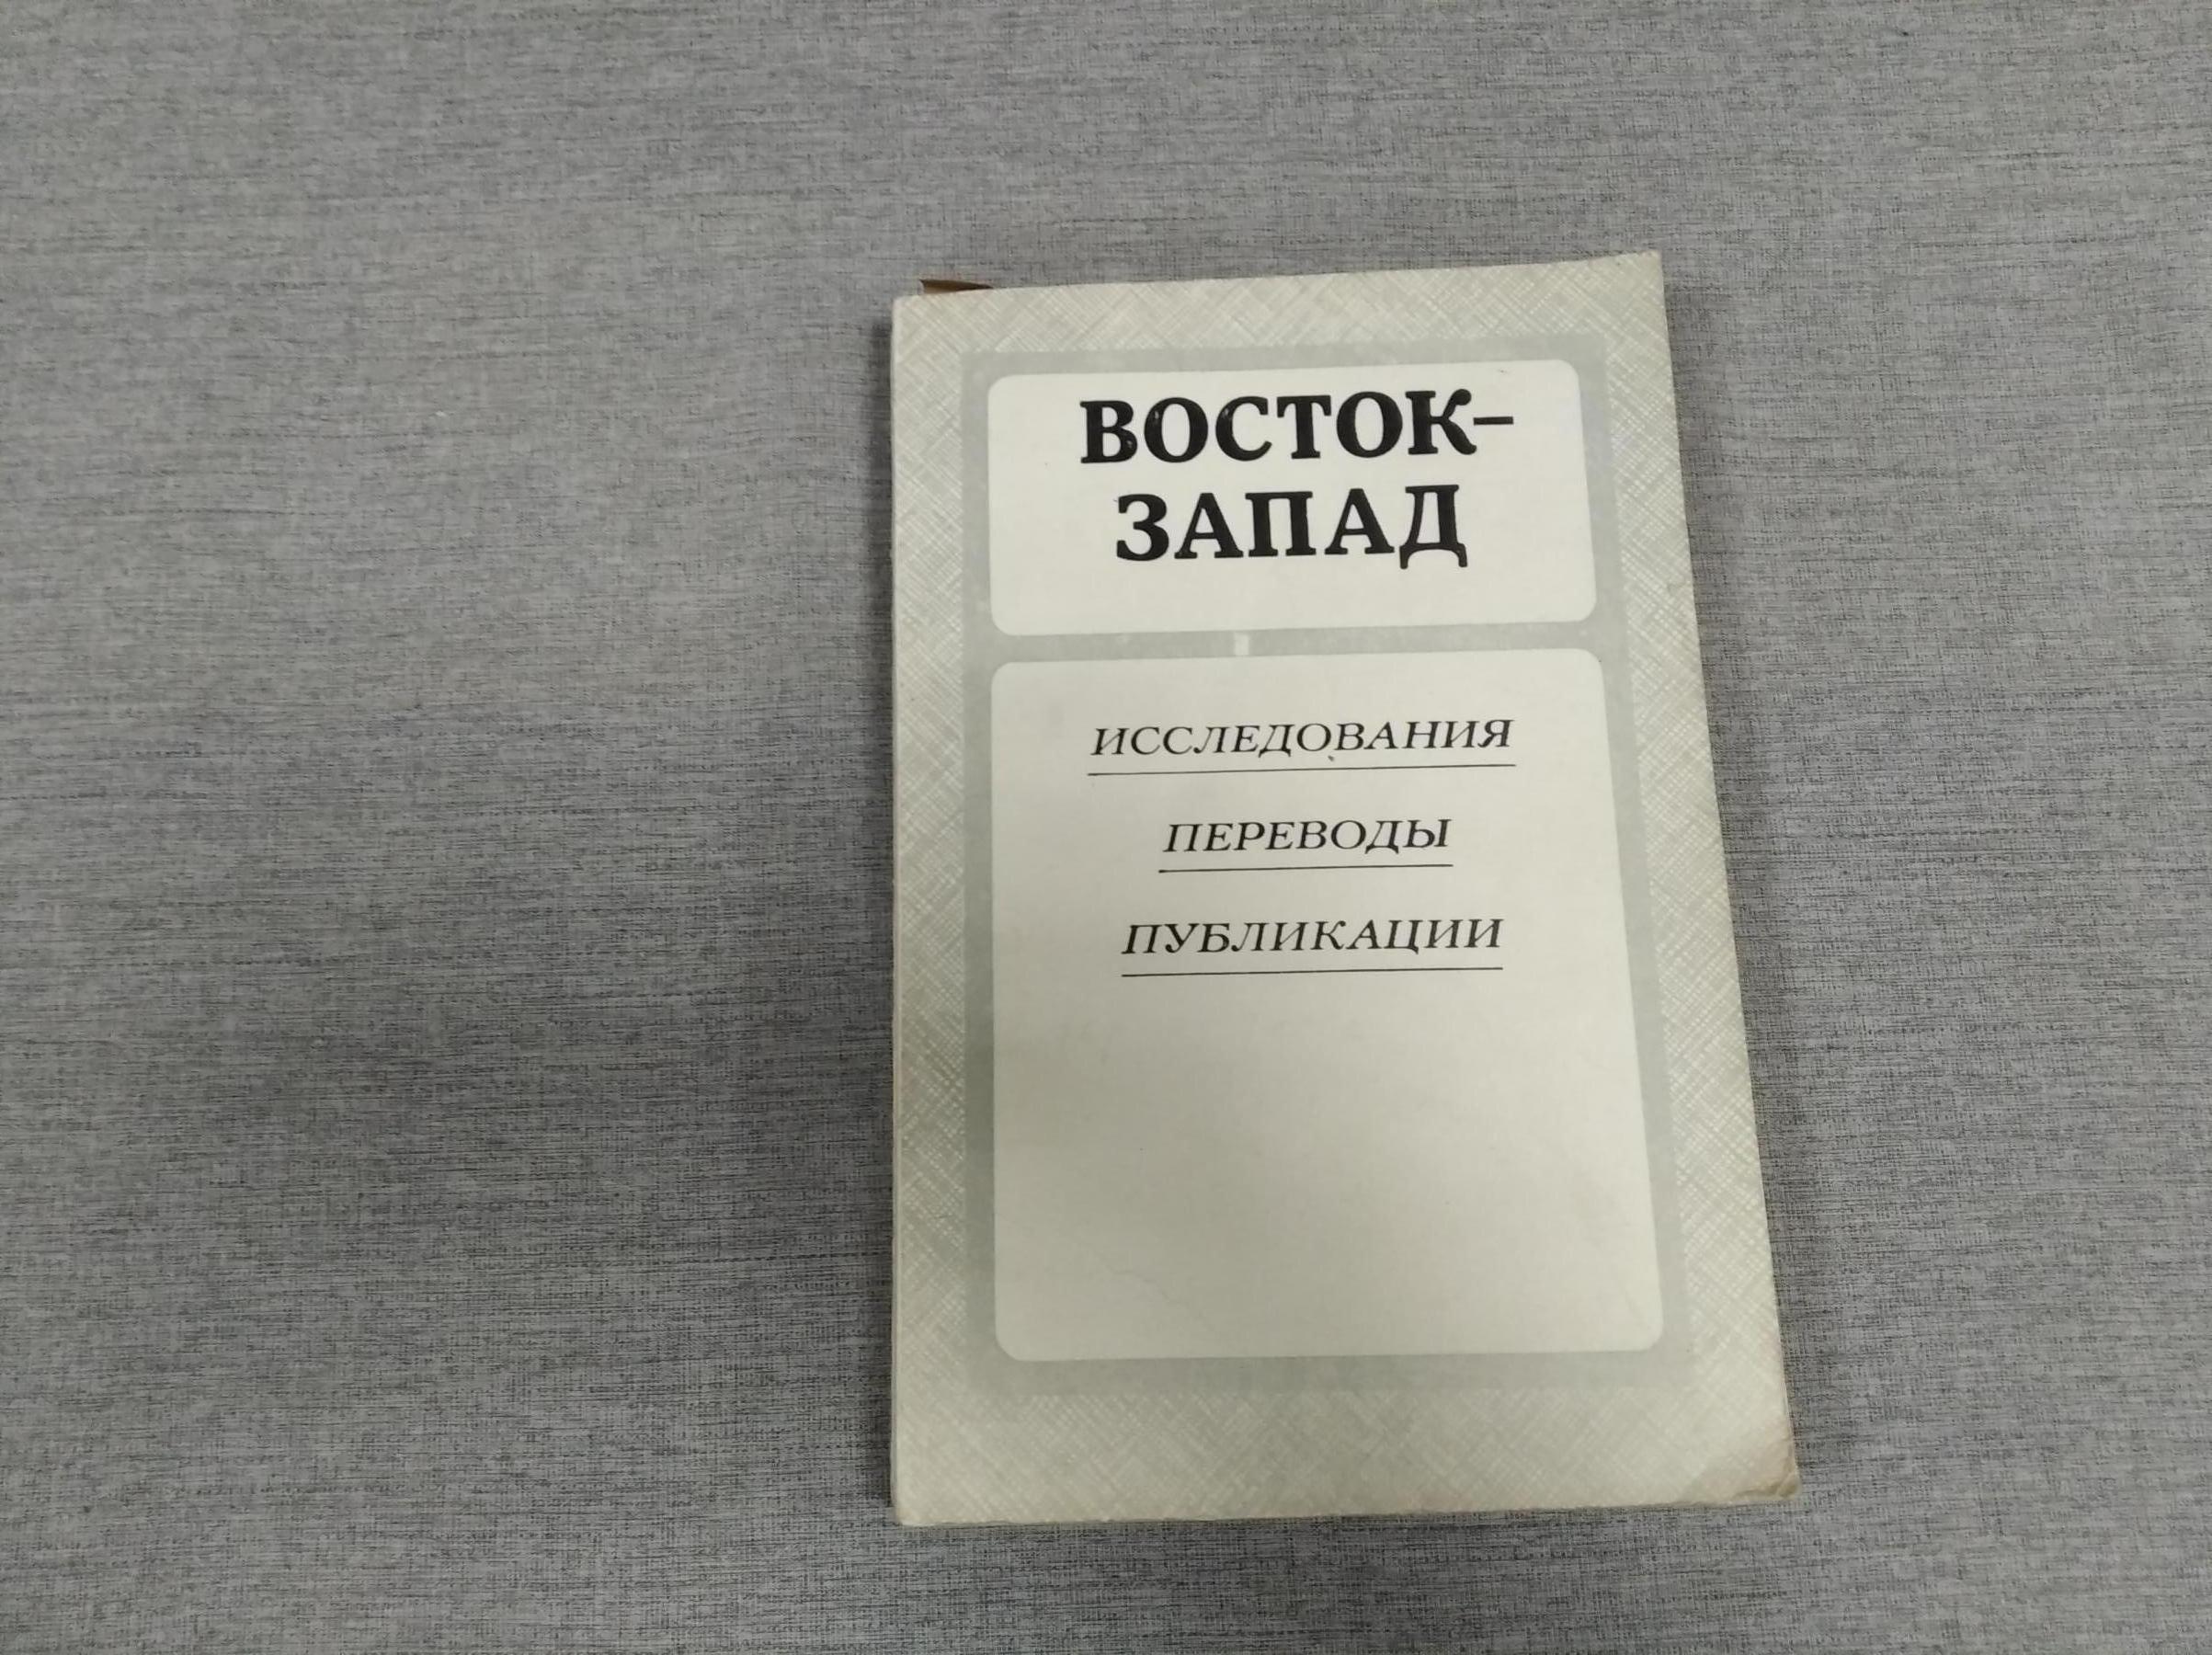 ВОСТОК–
ЗАПАД
ИССЛЕДОВАНИЯ
ПЕРЕВОДЫ
ПУБЛИКАЦИИ